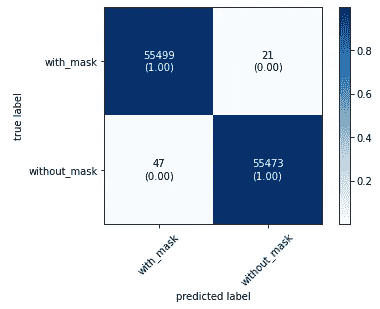 with_mask
55499
(1.00)
21
(0.00)
without_mask
47
(0.00)
55473
(1.00)
true label
with_mask
without_mask
predicted label
0.8
0.6
0.4
0.2